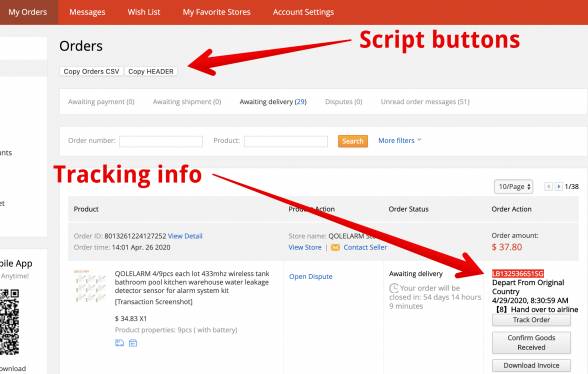 My Orders Messages Wish List My Favorite Stores Account Settings
Orders
Script buttons
Copy Orders CSV Copy HEADER
Awaiting payment (0) Awaiting shipment (0) Awaiting delivery (29) Disputes (0) Unread order messages (51)
Order number: Product: Search More filters
Tracking info
10/Page 1/38
Product Product Action Order Status Order Action
Order ID: 8013261224127252 View Detail
Order time: 14:01 Apr. 26 2020
Store name: QOLELARM
View Store | Contact Seller
Order amount:
$ 37.80
QOLELARM 4/9pcs each lot 433mhz wireless tank
bathroom pool kitchen warehouse water leakage
detector sensor for alarm system kit
[Transaction Screenshot]
$ 34.83 X1
Product properties: 9pcs ( with battery)
Open Dispute
Awaiting delivery
Your order will be
closed in: 54 days 14 hours
9 minutes
LB132536651SG
Depart From Original
Country
4/29/2020, 8:30:59 AM
【8】Hand over to airline
Track Order
Confirm Goods
Received
Download Invoice
ants
et
bile App
Anytime!
ownload